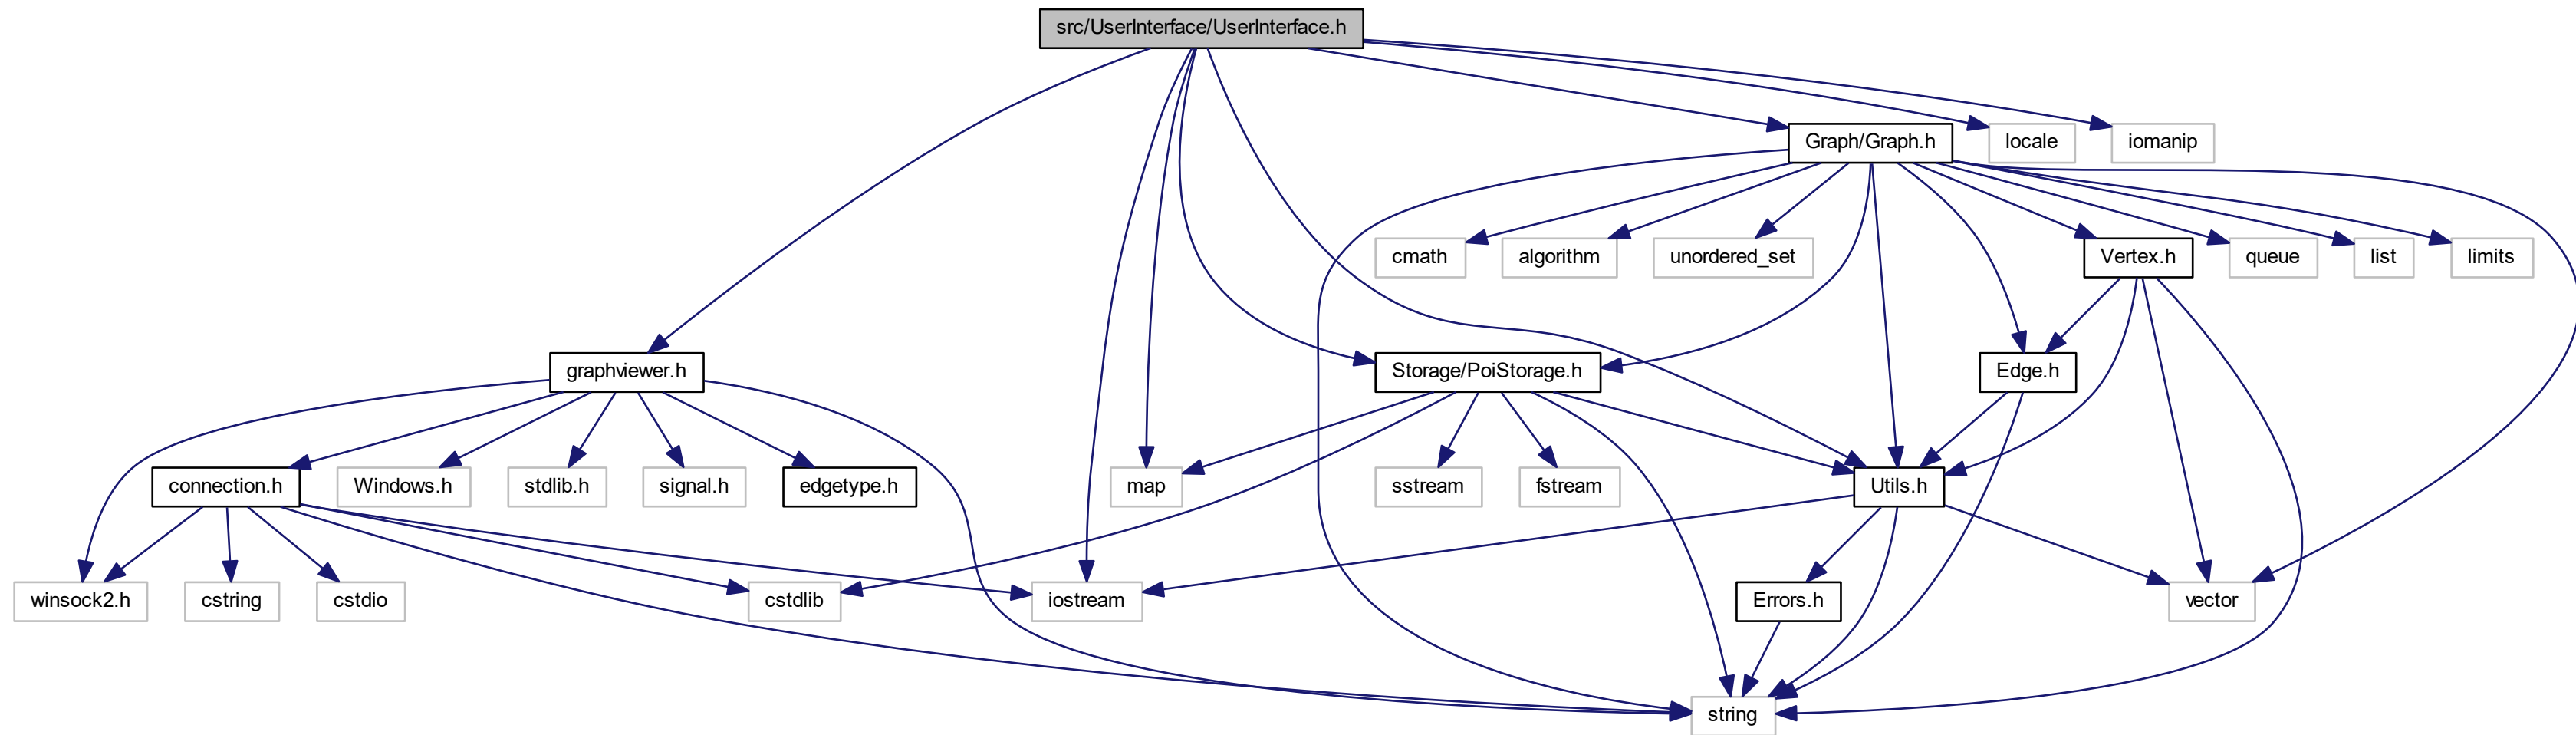 src/UserInterface/UserInterface.h
Graph/Graph.h
locale
iomanip
cmath
algorithm
unordered_set
Vertex.h
queue
list
limits
graphviewer.h
Storage/PoiStorage.h
Edge.h
connection.h
Windows.h
stdlib.h
signal.h
edgetype.h
map
sstream
fstream
Utils.h
winsock2.h
cstring
cstdio
cstdlib
iostream
Errors.h
vector
string